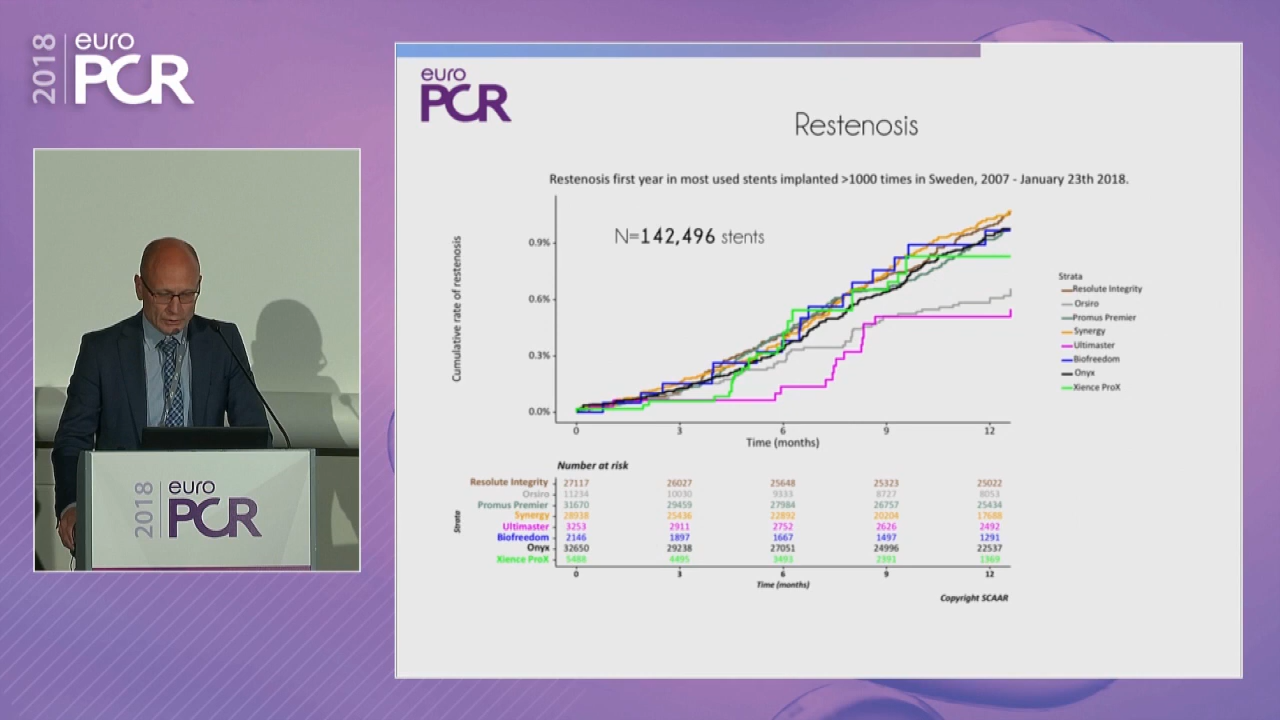 2018
euro
PCR
euro
PCR
Restenosis
Restenosis first year in most used stents implanted >1000 times in Sweden, 2007 - January 23th 2018.
N=142,496 stents
Cumulative rate of restenosis
0.9%
0.6%
0.3%
0.0%
0 3 6 9 12
Time (months)
Strata
Resolute Integrity
Orsiro
Promus Premier
Synergy
Ultimaster
Biofreedom
Onyx
Xience ProX
Number at risk
Strata
Resolute Integrity 27117 26027 25648 25323 25022
Orsiro 11234 10030 9333 8727 8053
Promus Premier 31670 29459 27984 26757 25434
Synergy 28938 25436 22892 20204 17688
Ultimaster 3253 2911 2752 2626 2492
Biofreedom 2146 1897 1667 1497 1291
Onyx 32650 29238 27051 24996 22537
Xience ProX 5488 4495 3493 2391 1369
0 3 6 9 12
Time (months)
Copyright SCAAR
2018
euro
PCR